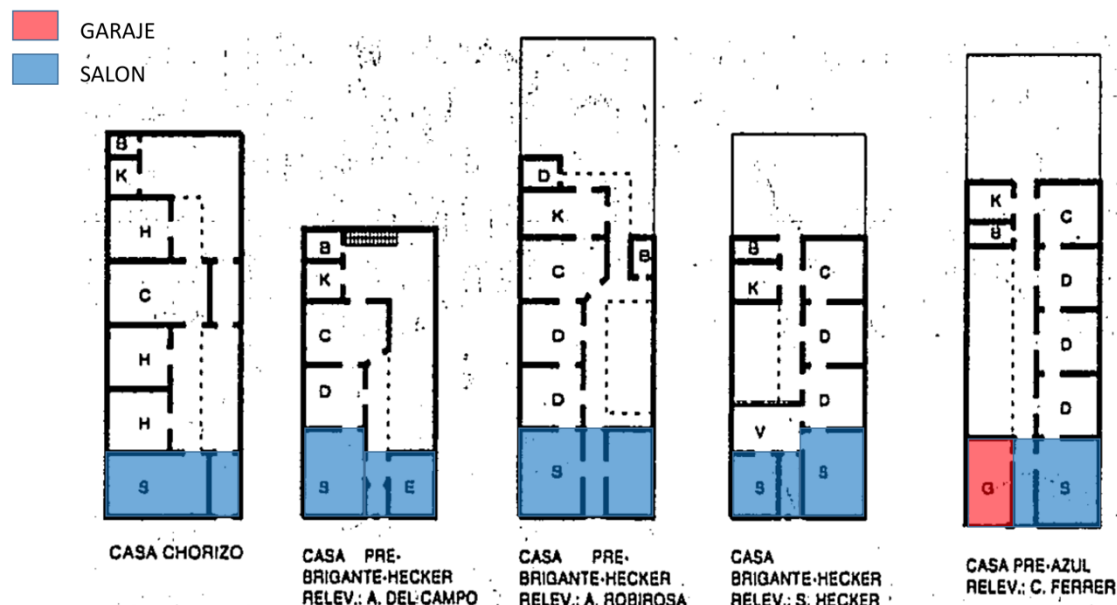 GARAJE
SALON
B
K
H
C
H
H
S
CASA CHORIZO
B
K
C
D
S
E
CASA PRE-
BRIGANTE-HECKER
RELEV.: A. DEL CAMPO
D
K
C
B
D
D
S
CASA PRE-
BRIGANTE-HECKER
RELEV.: A. ROBIROSA
B
K
C
D
D
V
S
S
CASA
BRIGANTE-HECKER
RELEV.: S. HECKER
K
B
C
D
D
D
G
S
CASA PRE-AZUL
RELEV.: C. FERRER